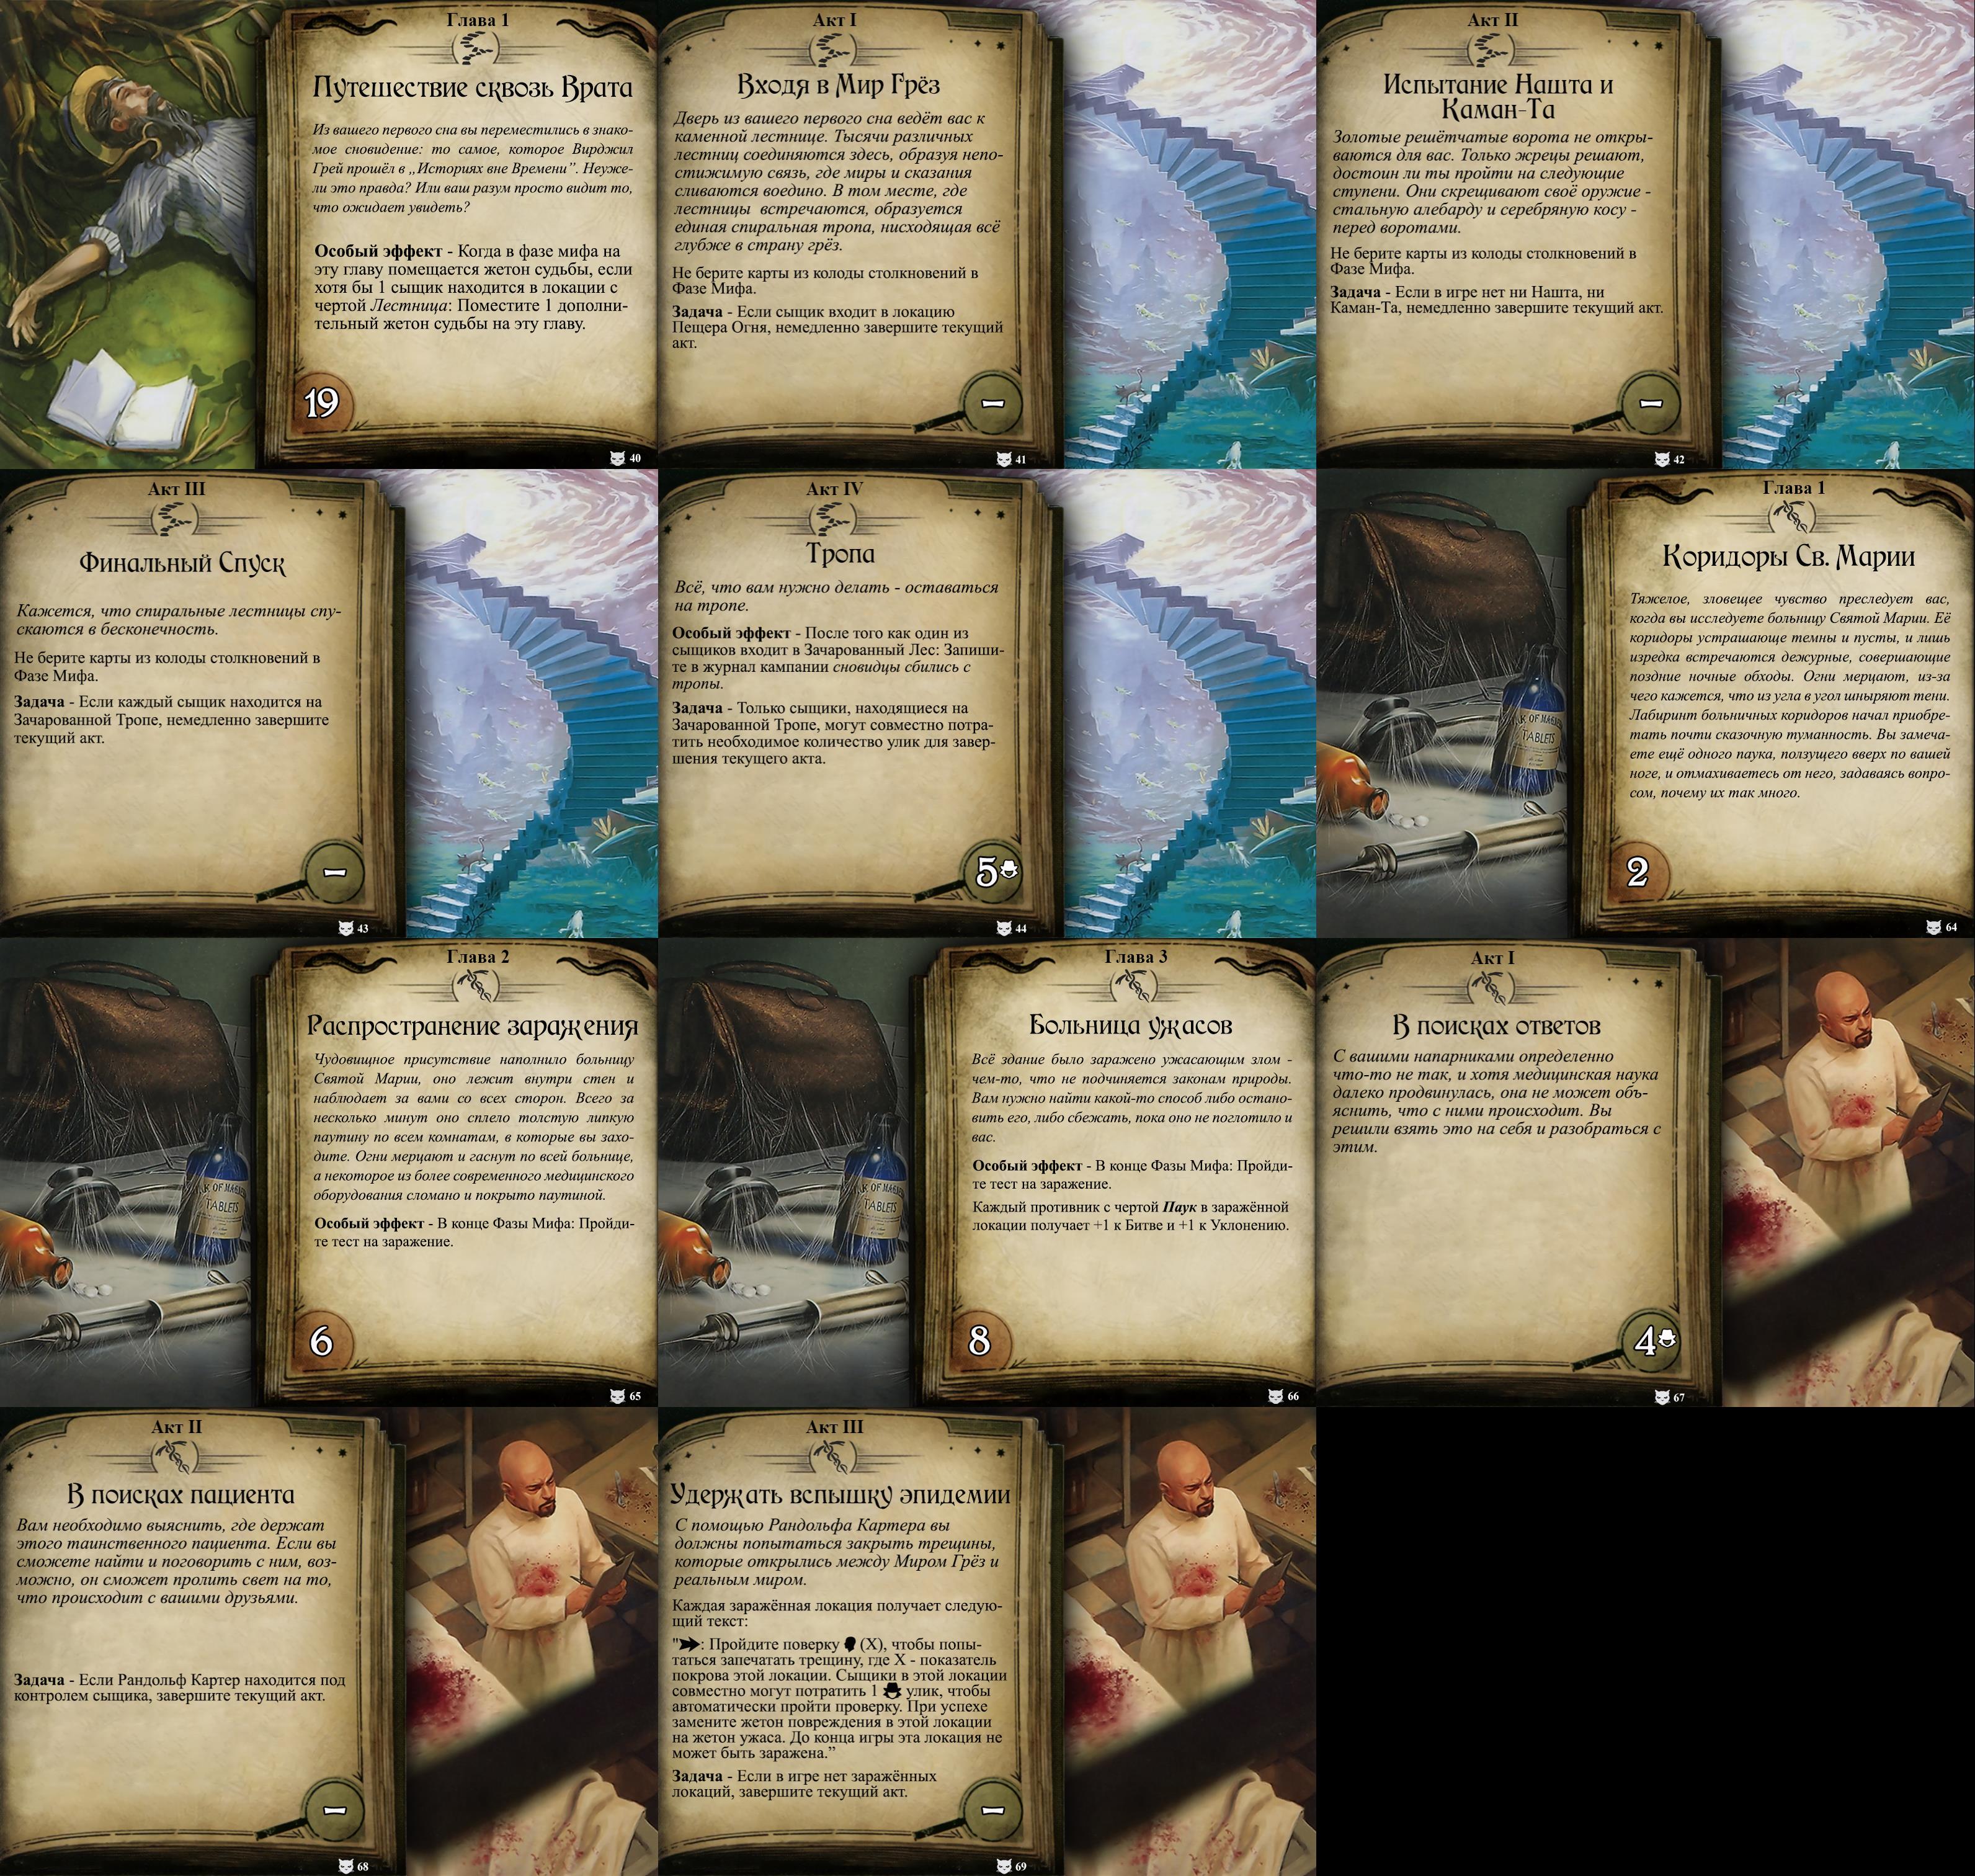 Глава 1
Путешествие сквозь Врата
Из вашего первого сна вы переместились в знако-
мое сновидение: то самое, которое Вирджил
Грей прошёл в „Историях вне Времени”. Неуже-
ли это правда? Или ваш разум просто видит то,
что ожидает увидеть?
Особый эффект - Когда в фазе мифа на
эту главу помещается жетон судьбы, если
хотя бы 1 сыщик находится в локации с
чертой Лестница: Поместите 1 дополни-
тельный жетон судьбы на эту главу.
19
40
Акт I
Входя в Мир Грёз
Дверь из вашего первого сна ведёт вас к
каменной лестнице. Тысячи различных
лестниц соединяются здесь, образуя непо-
стижимую связь, где миры и сказания
сливаются воедино. В том месте, где
лестницы встречаются, образуется
единая спиральная тропа, нисходящая всё
глубже в страну грёз.
Не берите карты из колоды столкновений в
Фазе Мифа.
Задача - Если сыщик входит в локацию
Пещера Огня, немедленно завершите текущий
акт.
–
41
Акт II
Испытание Нашта и
Каман-Та
Золотые решётчатые ворота не откры-
ваются для вас. Только жрецы решают,
достоин ли ты пройти на следующие
ступени. Они скрещивают своё оружие -
стальную алебарду и серебряную косу -
перед воротами.
Не берите карты из колоды столкновений в
Фазе Мифа.
Задача - Если в игре нет ни Нашта, ни
Каман-Та, немедленно завершите текущий акт.
–
42
Акт III
Финальный Спуск
Кажется, что спиральные лестницы спу-
скаются в бесконечность.
Не берите карты из колоды столкновений в
Фазе Мифа.
Задача - Если каждый сыщик находится на
Зачарованной Тропе, немедленно завершите
текущий акт.
–
43
Акт IV
Тропа
Всё, что вам нужно делать - оставаться
на тропе.
Особый эффект - После того как один из
сыщиков входит в Зачарованный Лес: Запиши-
те в журнал кампании сновидцы сбились с
тропы.
Задача - Только сыщики, находящиеся на
Зачарованной Тропе, могут совместно потра-
тить необходимое количество улик для завер-
шения текущего акта.
5
44
Глава 1
Коридоры Св. Марии
Тяжелое, зловещее чувство преследует вас,
когда вы исследуете больницу Святой Марии. Её
коридоры устрашающе темны и пусты, и лишь
изредка встречаются дежурные, совершающие
поздние ночные обходы. Огни мерцают, из-за
чего кажется, что из угла в угол шныряют тени.
Лабиринт больничных коридоров начал приобре-
тать почти сказочную туманность. Вы замеча-
ете ещё одного паука, ползущего вверх по вашей
ноге, и отмахиваетесь от него, задаваясь вопро-
сом, почему их так много.
TABLETS
2
64
Глава 2
Распространение заражения
Чудовищное присутствие наполнило больницу
Святой Марии, оно лежит внутри стен и
наблюдает за вами со всех сторон. Всего за
несколько минут оно сплело толстую липкую
паутину по всем комнатам, в которые вы захо-
дите. Огни мерцают и гаснут по всей больнице,
а некоторое из более современного медицинского
оборудования сломано и покрыто паутиной.
Особый эффект - В конце Фазы Мифа: Пройди-
те тест на заражение.
TABLETS
6
65
Глава 3
Больница ужасов
Всё здание было заражено ужасающим злом -
чем-то, что не подчиняется законам природы.
Вам нужно найти какой-то способ либо остано-
вить его, либо сбежать, пока оно не поглотило и
вас.
Особый эффект - В конце Фазы Мифа: Пройди-
те тест на заражение.
Каждый противник с чертой Паук в заражённой
локации получает +1 к Битве и +1 к Уклонению.
TABLETS
8
66
Акт I
В поисках ответов
С вашими напарниками определенно
что-то не так, и хотя медицинская наука
далеко продвинулась, она не может объ-
яснить, что с ними происходит. Вы
решили взять это на себя и разобраться с
этим.
4
67
Акт II
В поисках пациента
Вам необходимо выяснить, где держат
этого таинственного пациента. Если вы
сможете найти и поговорить с ним, воз-
можно, он сможет пролить свет на то,
что происходит с вашими друзьями.
Задача - Если Рандольф Картер находится под
контролем сыщика, завершите текущий акт.
–
68
Акт III
Удержать вспышку эпидемии
С помощью Рандольфа Картера вы
должны попытаться закрыть трещины,
которые открылись между Миром Грёз и
реальным миром.
Каждая заражённая локация получает следую-
щий текст:
": Пройдите поверку (X), чтобы попы-
таться запечатать трещину, где X - показатель
покрова этой локации. Сыщики в этой локации
совместно могут потратить 1 улик, чтобы
автоматически пройти проверку. При успехе
замените жетон повреждения в этой локации
на жетон ужаса. До конца игры эта локация не
может быть заражена.”
Задача - Если в игре нет заражённых
локаций, завершите текущий акт.
–
69